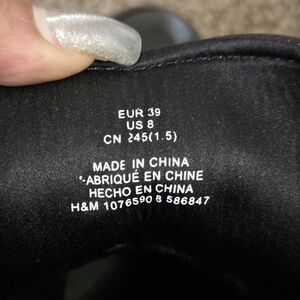 EUR 39
US 8
CN 245(1.5)
MADE IN CHINA
FABRIQUÉ EN CHINE
HECHO EN CHINA
H&M 1076590 8 586847